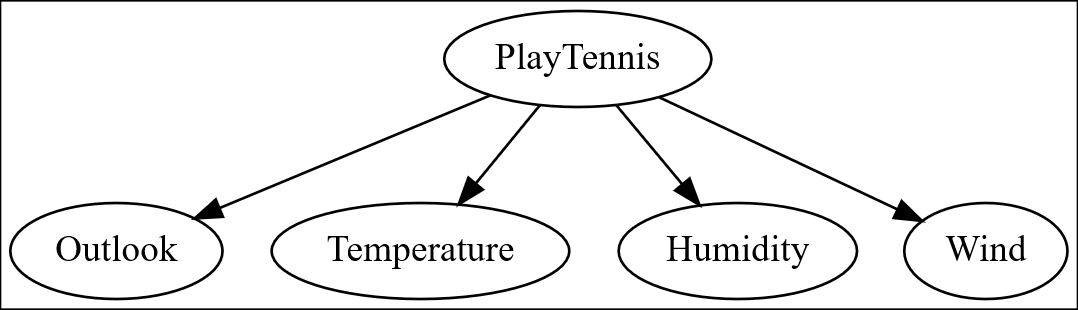 PlayTennis
Outlook
Temperature
Humidity
Wind